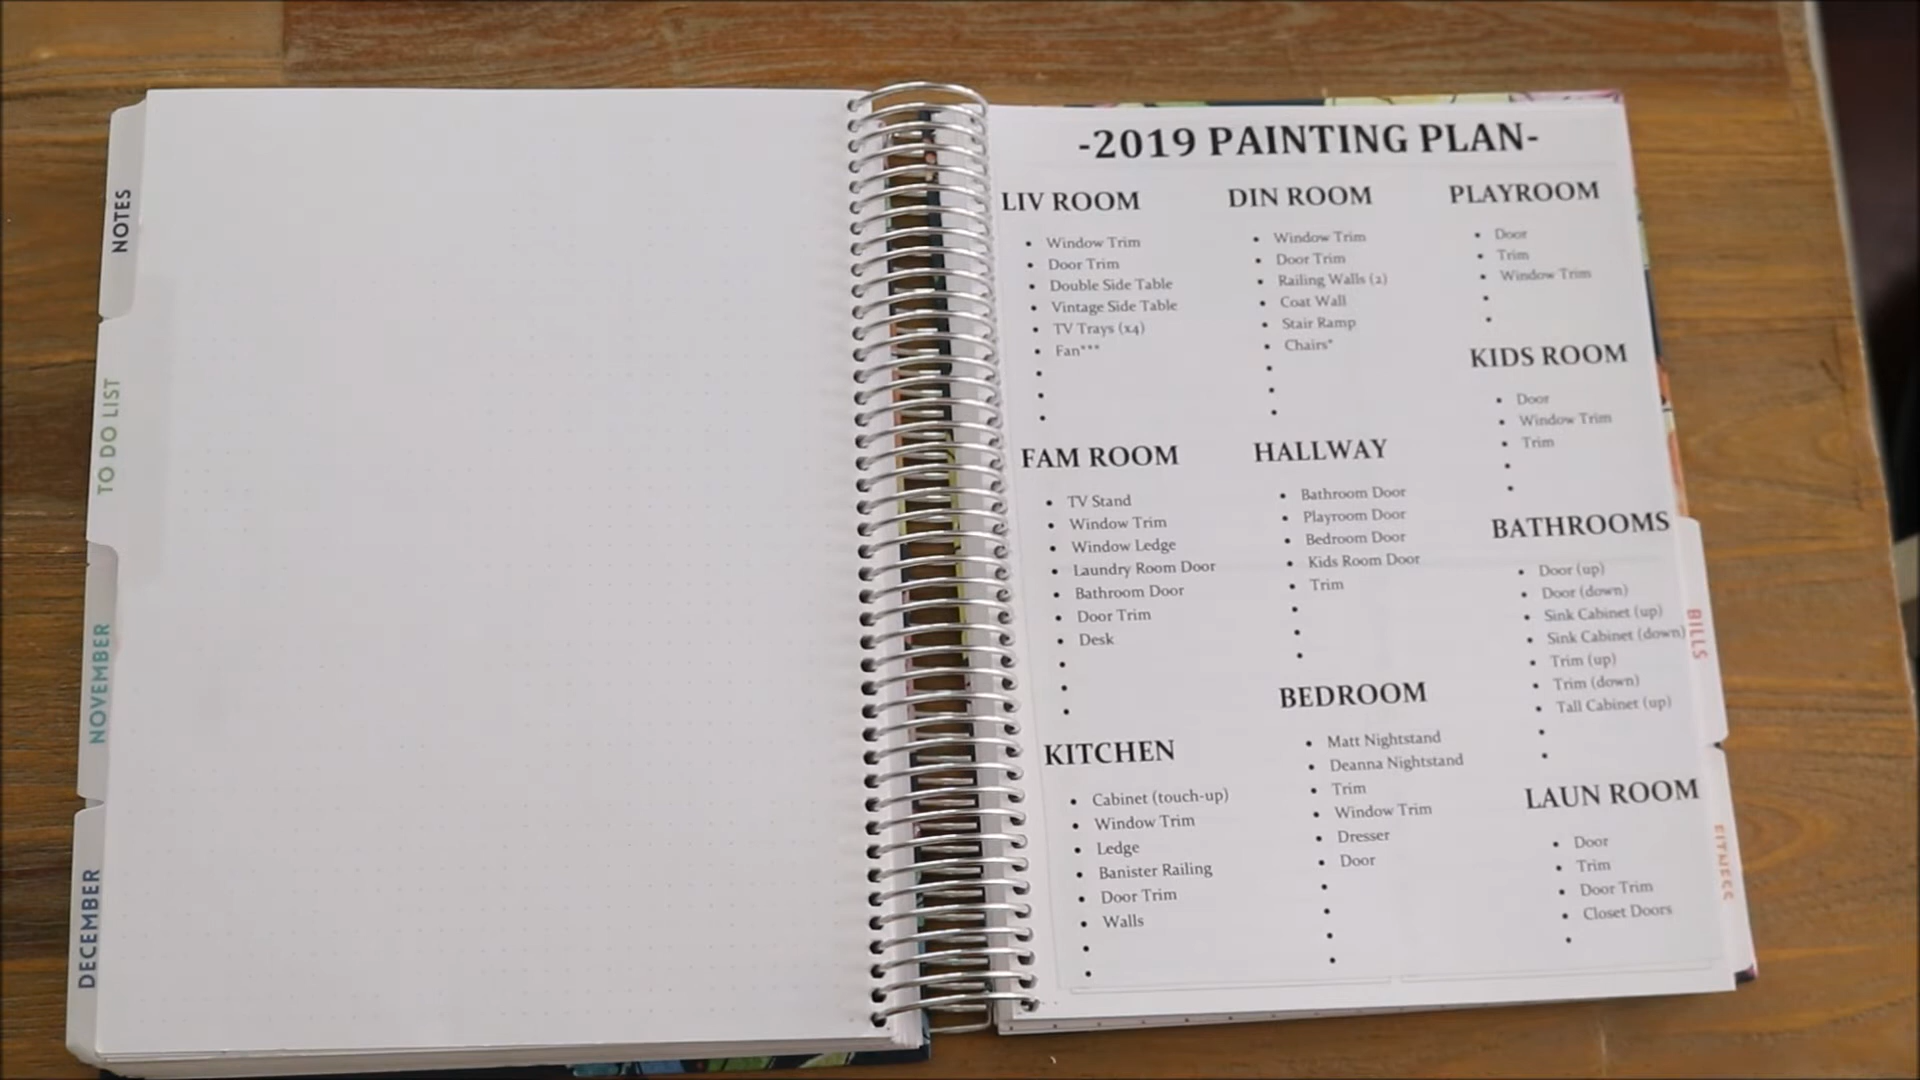 NOTES
TO DO LIST
NOVEMBER
DECEMBER
-2019 PAINTING PLAN-
LIV ROOM
• Window Trim
• Door Trim
• Double Side Table
• Vintage Side Table
• TV Trays (x4)
• Fan***
•
•
•
FAM ROOM
• TV Stand
• Window Trim
• Window Ledge
• Laundry Room Door
• Bathroom Door
• Door Trim
• Desk
•
•
•
KITCHEN
• Cabinet (touch-up)
• Window Trim
• Ledge
• Banister Railing
• Door Trim
• Walls
•
•
DIN ROOM
• Window Trim
• Door Trim
• Railing Walls (2)
• Coat Wall
• Stair Ramp
• Chairs*
•
•
•
HALLWAY
• Bathroom Door
• Playroom Door
• Bedroom Door
• Kids Room Door
• Trim
•
•
•
BEDROOM
• Matt Nightstand
• Deanna Nightstand
• Trim
• Window Trim
• Dresser
• Door
•
•
•
•
PLAYROOM
• Door
• Trim
• Window Trim
•
•
KIDS ROOM
• Door
• Window Trim
• Trim
•
•
BATHROOMS
• Door (up)
• Door (down)
• Sink Cabinet (up)
• Sink Cabinet (down)
• Trim (up)
• Trim (down)
• Tall Cabinet (up)
•
•
LAUN ROOM
• Door
• Trim
• Door Trim
• Closet Doors
•
BILLS
FITNESS